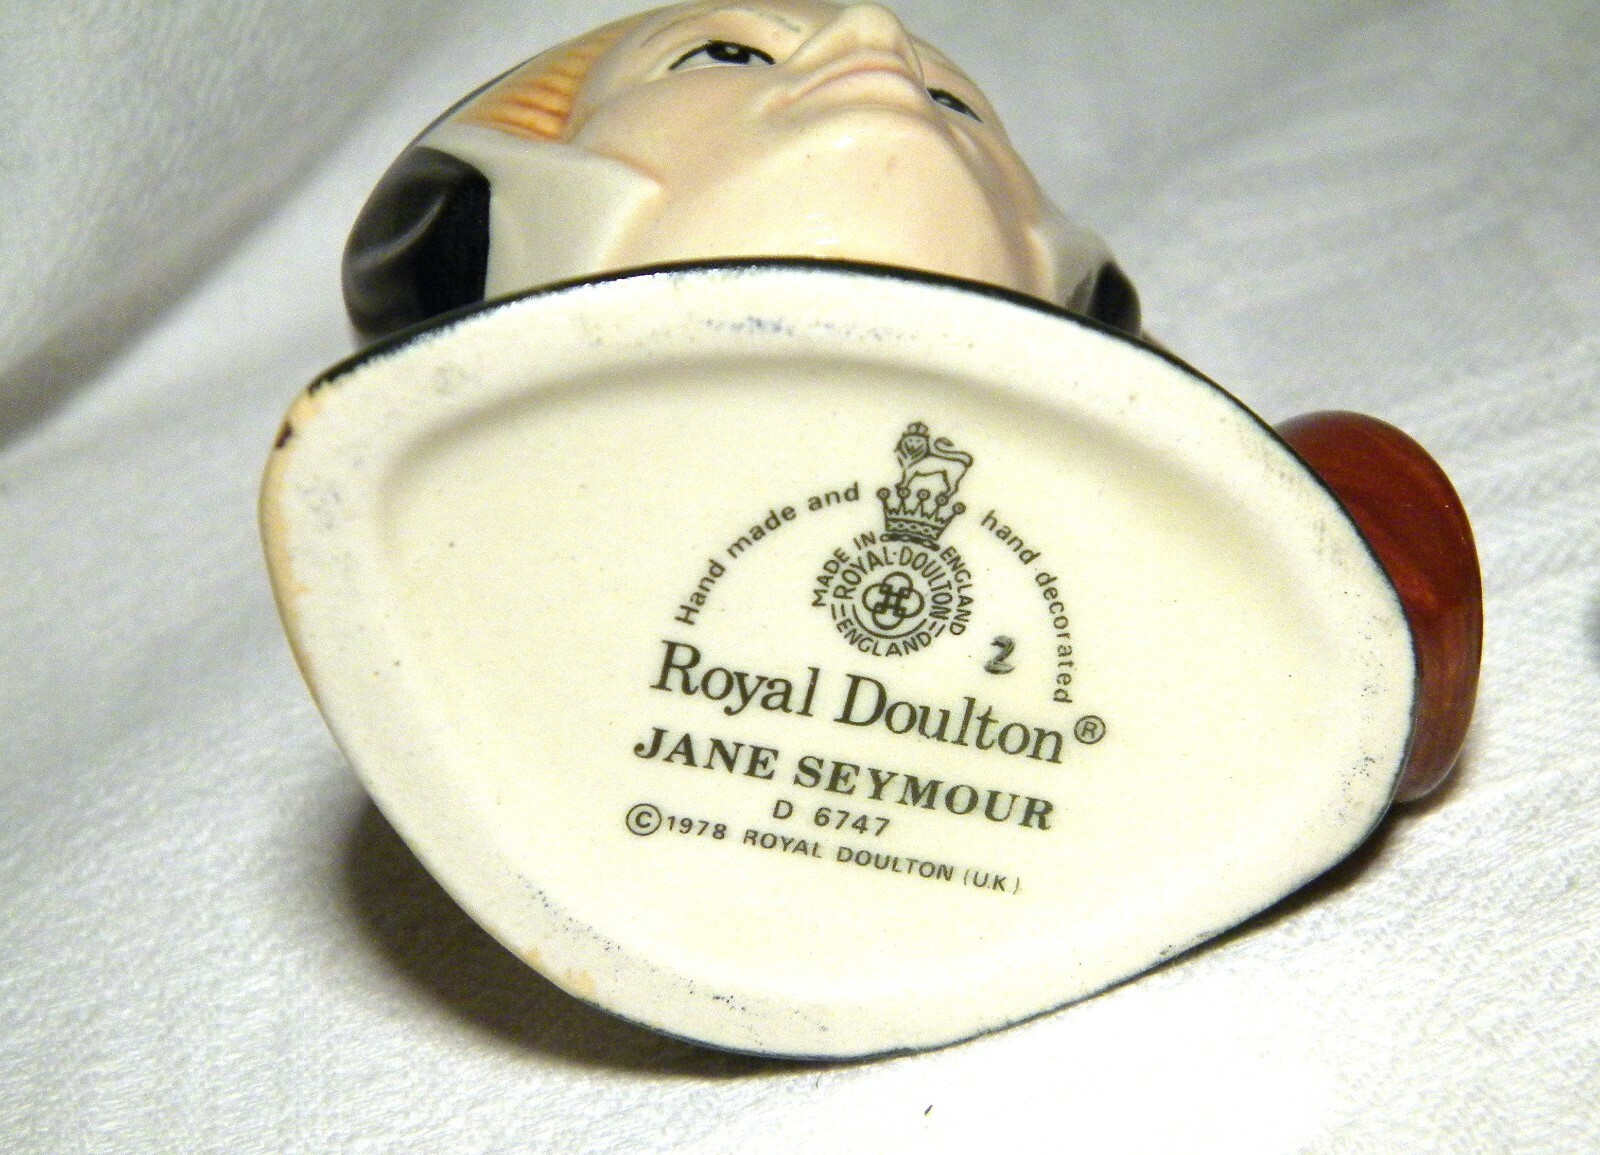 Hand made and hand decorated
MADE IN ENGLAND
ROYAL·DOULTON
ENGLAND
2
Royal Doulton®
JANE SEYMOUR
D 6747
©1978 ROYAL DOULTON (U.K)